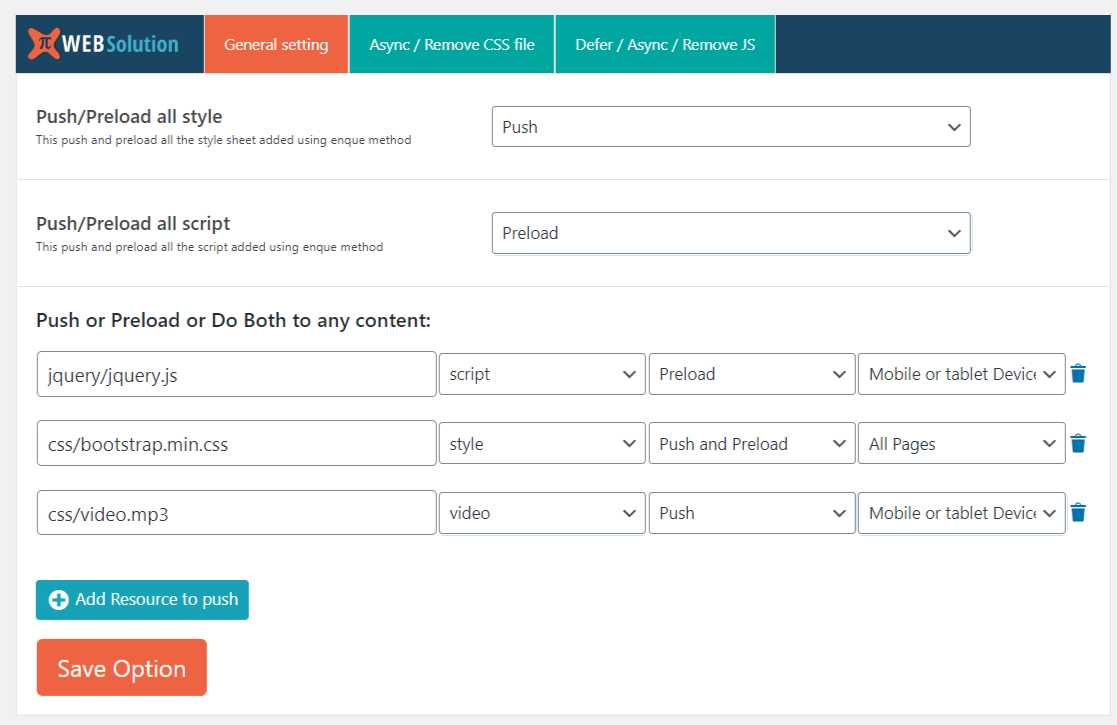 π WEBSolution
General setting
Async / Remove CSS file
Defer / Async / Remove JS
Push/Preload all style
This push and preload all the style sheet added using enque method
Push
Push/Preload all script
This push and preload all the script added using enque method
Preload
Push or Preload or Do Both to any content:
jquery/jquery.js script Preload Mobile or tablet Device
css/bootstrap.min.css style Push and Preload All Pages
css/video.mp3 video Push Mobile or tablet Device
Add Resource to push
Save Option